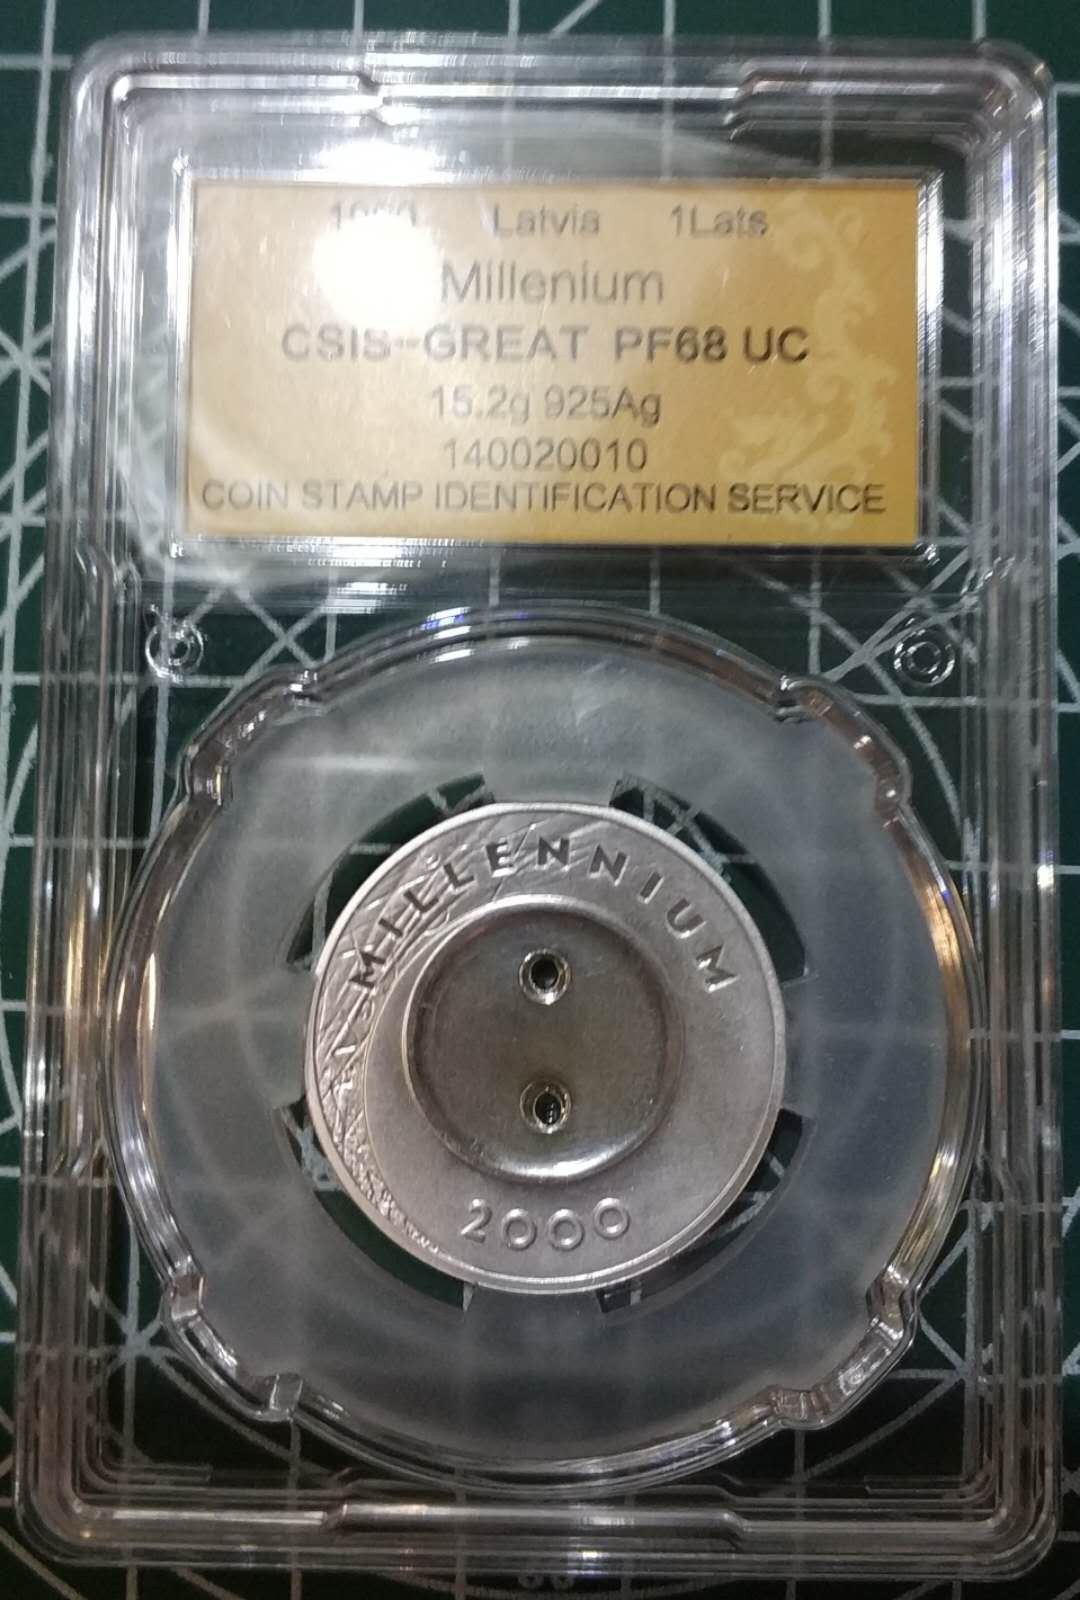 Latvia 1Lats
Millenium
CSIS--GREAT PF68 UC
15.2g 925Ag
140020010
COIN STAMP IDENTIFICATION SERVICE
MILLENNIUM
2000